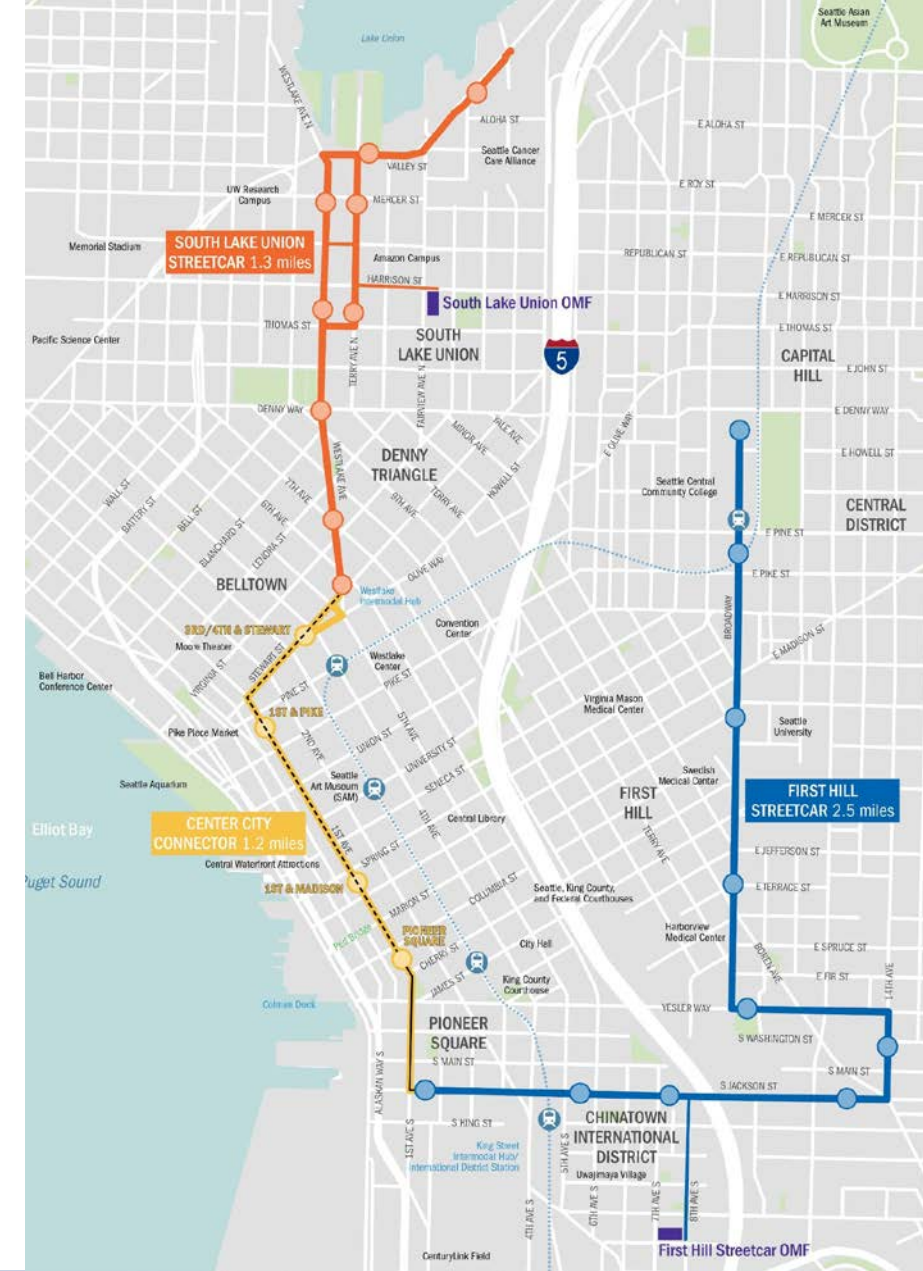 Seattle Asian
Art Museum
Lake Union
WESTLAKE AVE N
ALOHA ST
E ALOHA ST
Seattle Cancer
Care Alliance
VALLEY ST
UW Research
Campus
E ROY ST
MERCER ST
E MERCER ST
Memorial Stadium
SOUTH LAKE UNION
STREETCAR 1.3 miles
Amazon Campus
REPUBLICAN ST
E REPUBLICAN ST
HARRISON ST
E HARRISON ST
South Lake Union OMF
THOMAS ST
E THOMAS ST
Pacific Science Center
SOUTH
LAKE UNION
TERRY AVE N
5
CAPITAL
HILL
E JOHN ST
FAIRVIEW AVE N
DENNY WAY
E DENNY WAY
E OLIVE WAY
YALE AVE
MINOR AVE
E HOWELL ST
DENNY
TRIANGLE
WESTLAKE AVE
HOWELL ST
Seattle Central
Community College
WALL ST
BATTERY ST
BELL ST
BLANCHARD ST
LENORA ST
7TH AVE
6TH AVE
TERRY AVE
9TH AVE
CENTRAL
DISTRICT
E PINE ST
E PIKE ST
OLIVE WAY
BELLTOWN
Westlake
Intermodal Hub
BROADWAY
3RD/4TH & STEWART
Convention
Center
E MADISON ST
Moore Theater
STEWART ST
VIRGINIA ST
Westlake
Center
PIKE ST
PINE ST
Bell Harbor
Conference Center
Virginia Mason
Medical Center
1ST & PIKE
Pike Place Market
2ND AVE
UNION ST
5TH AVE
UNIVERSITY ST
SENECA ST
Seattle
University
Seattle Aquarium
Seattle
Art Musuem
(SAM)
4TH AVE
Swedish
Medical Center
FIRST
HILL
FIRST HILL
STREETCAR 2.5 miles
Elliot Bay
CENTER CITY
CONNECTOR 1.2 miles
1ST AVE
Central Library
TERRY AVE
SPRING ST
E JEFFERSON ST
Central Waterfront Attractions
Puget Sound
1ST & MADISON
MARION ST
COLUMBIA ST
Seattle, King County,
and Federal Courthouses
E TERRACE ST
PIONEER
SQUARE
Ped Bridge
Harborview
Medical Center
City Hall
BOREN AVE
E SPRUCE ST
CHERRY ST
JAMES ST
King County
Courthouse
E FIR ST
14TH AVE
Colman Dock
YESLER WAY
PIONEER
SQUARE
S WASHINGTON ST
S MAIN ST
S MAIN ST
ALASKAN WAY S
S JACKSON ST
1ST AVE S
S KING ST
CHINATOWN
INTERNATIONAL
DISTRICT
King Street
Intermodal Hub/
International District Station
5TH AVE S
Uwajimaya Village
4TH AVE S
6TH AVE S
7TH AVE S
8TH AVE S
First Hill Streetcar OMF
CenturyLink Field